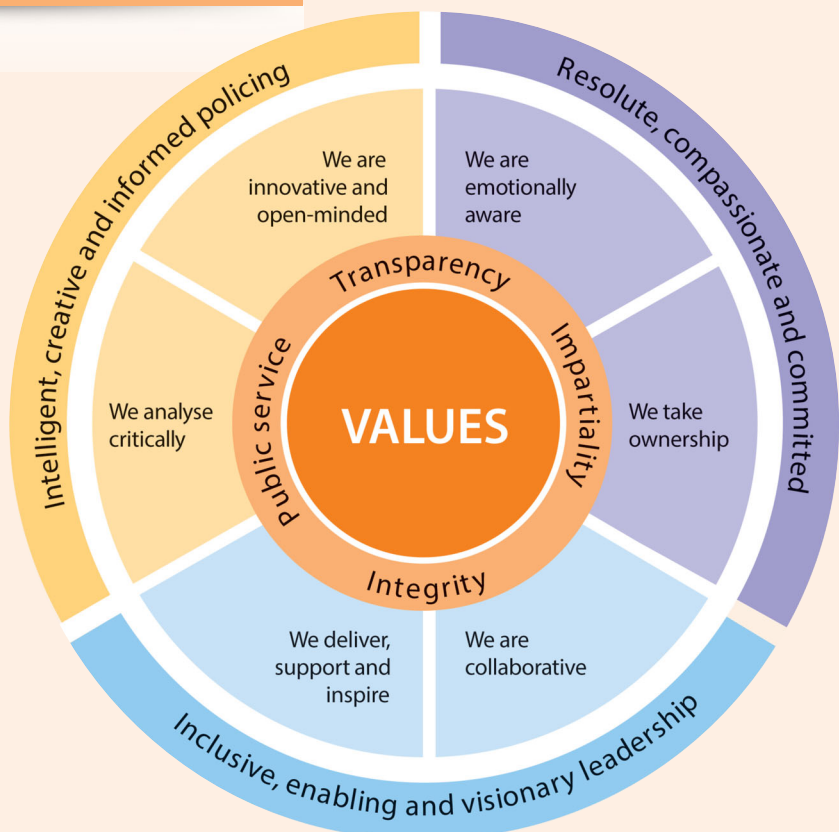 Intelligent, creative and informed policing
Resolute, compassionate and committed
We are
innovative and
open-minded
We are
emotionally
aware
Transparency
Public service
VALUES
Impartiality
We analyse
critically
We take
ownership
Integrity
We deliver,
support and
inspire
We are
collaborative
Inclusive, enabling and visionary leadership